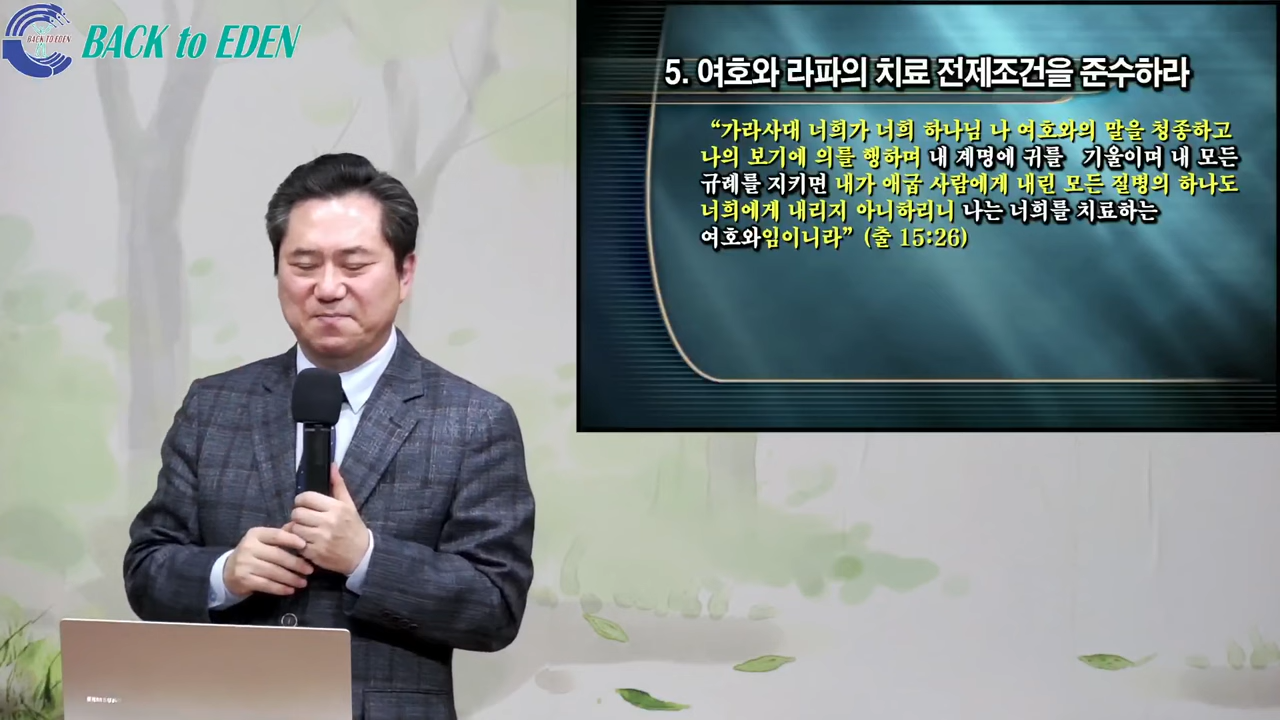 BACK TO EDEN
BACK to EDEN
5. 여호와 라파의 치료 전제조건을 준수하라
“가라사대 너희가 너희 하나님 나 여호와의 말을 청종하고
나의 보기에 의를 행하며 내 계명에 귀를 기울이며 내 모든
규례를 지키면 내가 애굽 사람에게 내린 모든 질병의 하나도
너희에게 내리지 아니하리니 나는 너희를 치료하는
여호와임이니라” (출 15:26)